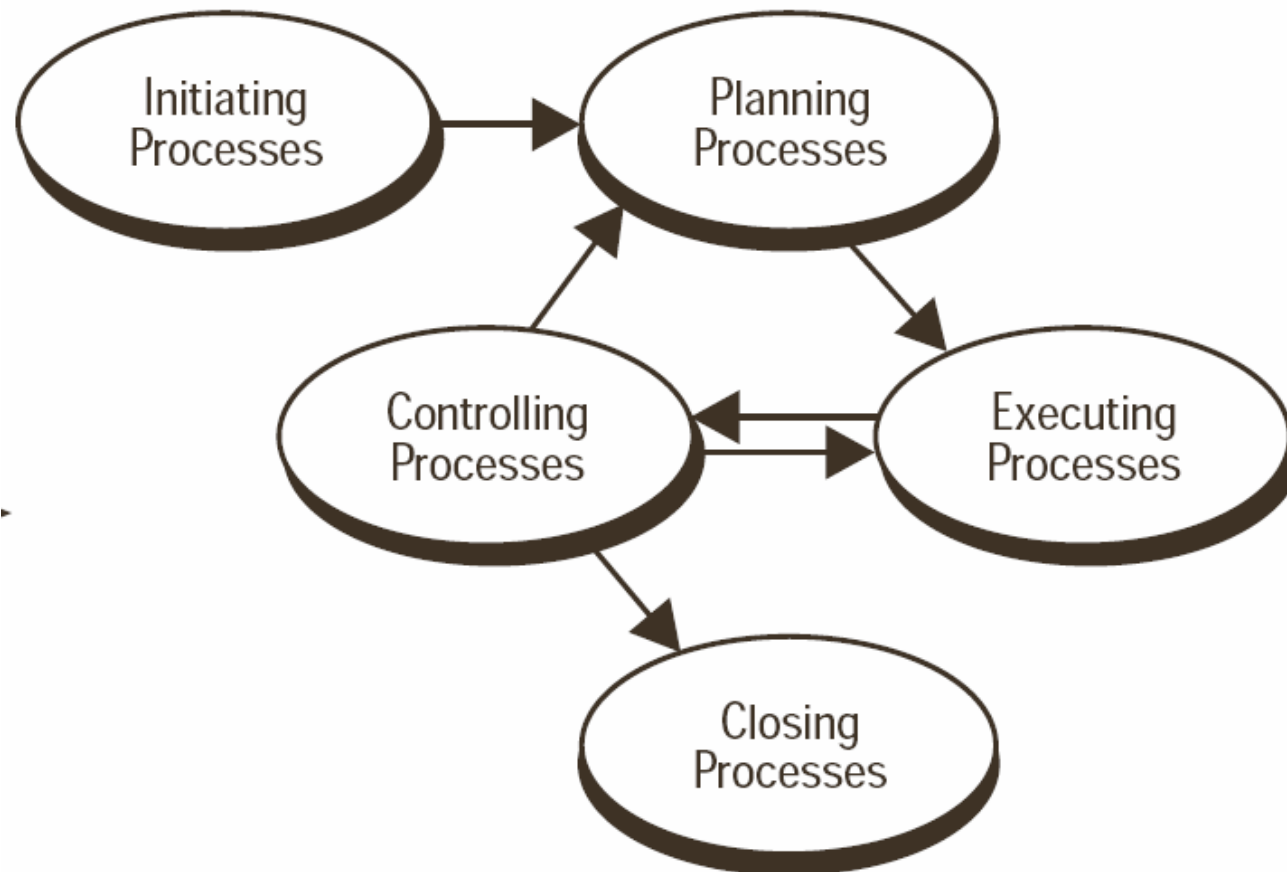 Initiating
Processes
Planning
Processes
Controlling
Processes
Executing
Processes
Closing
Processes